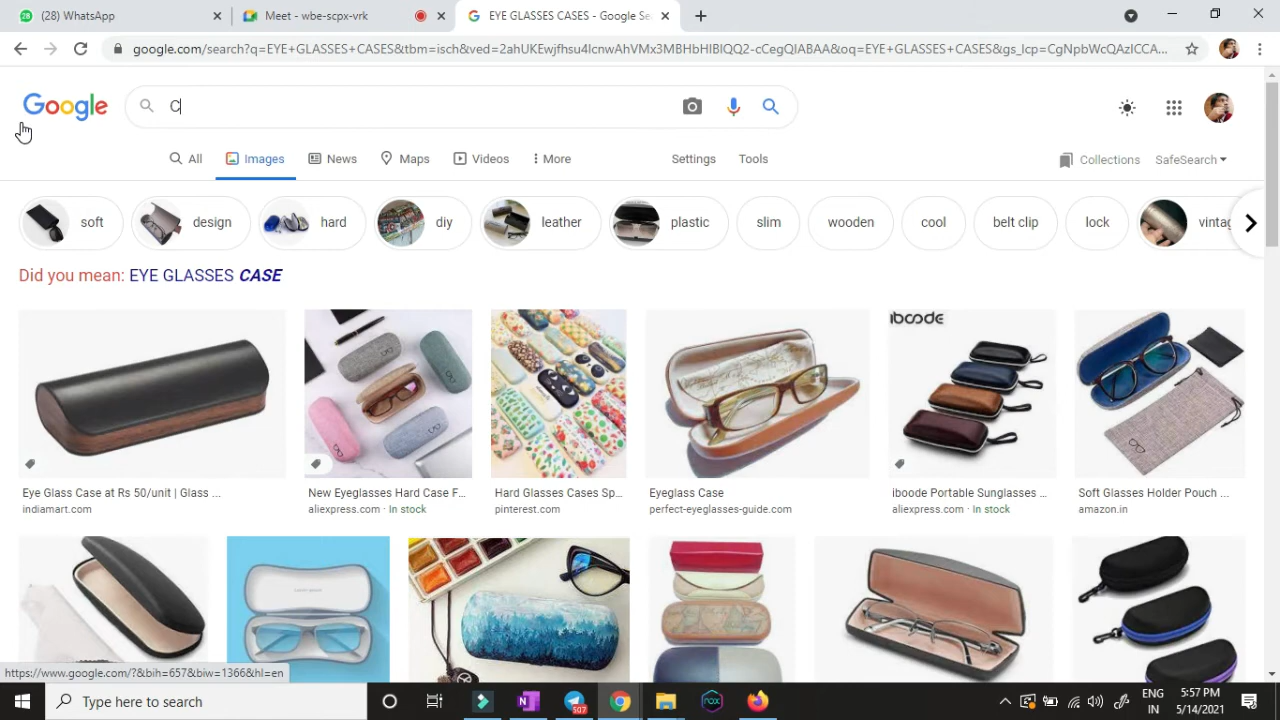 (28) WhatsApp
Meet - wbe-scpx-vrk
EYE GLASSES CASES - Google Se
google.com/search?q=EYE+GLASSES+CASES&tbm=isch&ved=2ahUKEwjfhsu4lcnwAhVMx3MBHbHlBlQQ2-cCegQIABAA&oq=EYE+GLASSES+CASES&gs_lcp=CgNpbWcQAzICCA...
Google
C
All
Images
News
Maps
Videos
More
Settings
Tools
Collections
SafeSearch
soft
design
hard
diy
leather
plastic
slim
wooden
cool
belt clip
lock
vintag
Did you mean: EYE GLASSES CASE
iboode
Eye Glass Case at Rs 50/unit | Glass ...
indiamart.com
New Eyeglasses Hard Case F...
aliexpress.com · In stock
Hard Glasses Cases Sp...
pinterest.com
Eyeglass Case
perfect-eyeglasses-guide.com
iboode Portable Sunglasses ...
aliexpress.com · In stock
Soft Glasses Holder Pouch ...
amazon.in
https://www.google.com/?&bih=657&biw=1366&hl=en
Type here to search
507
nox
ENG
IN
5:57 PM
5/14/2021